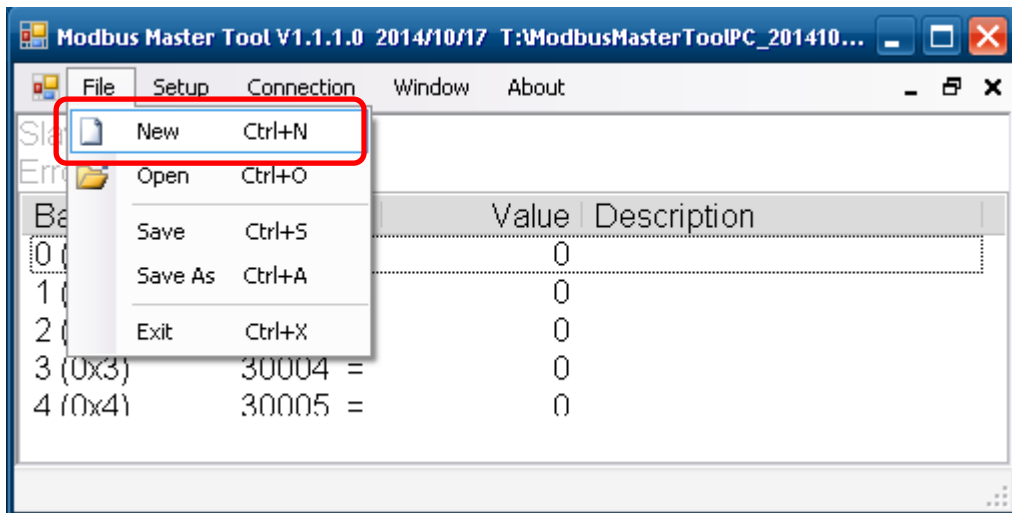 Modbus Master Tool V1.1.1.0 2014/10/17 T:\ModbusMasterToolPC_201410...
File Setup Connection Window About
New Ctrl+N
Open Ctrl+O
Value Description
Save Ctrl+S
0 0
Save As Ctrl+A
1 0
Exit Ctrl+X
2 0
3 (0x3) 30004 = 0
4 (0x4) 30005 = 0